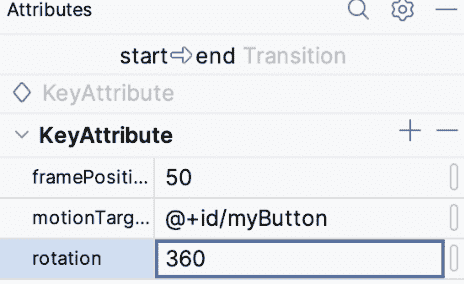 Attributes
start end Transition
KeyAttribute
KeyAttribute
framePositi... 50
motionTarg... @+id/myButton
rotation 360